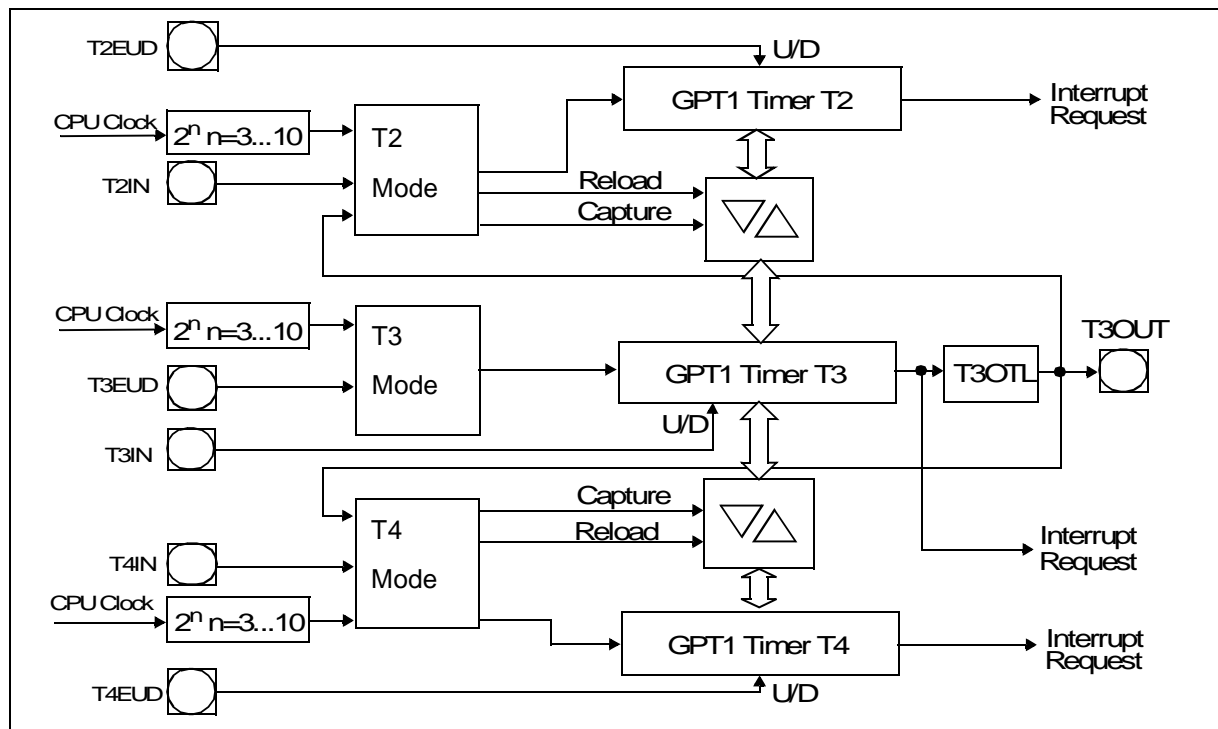 T2EUD
U/D
GPT1 Timer T2
Interrupt
Request
CPU Clock
2ⁿ n=3...10
T2
Mode
T2IN
Reload
Capture
CPU Clock
2ⁿ n=3...10
T3
Mode
T3OUT
T3EUD
GPT1 Timer T3
T3OTL
T3IN
U/D
Capture
T4
Reload
Mode
T4IN
Interrupt
Request
CPU Clock
2ⁿ n=3...10
GPT1 Timer T4
Interrupt
Request
T4EUD
U/D